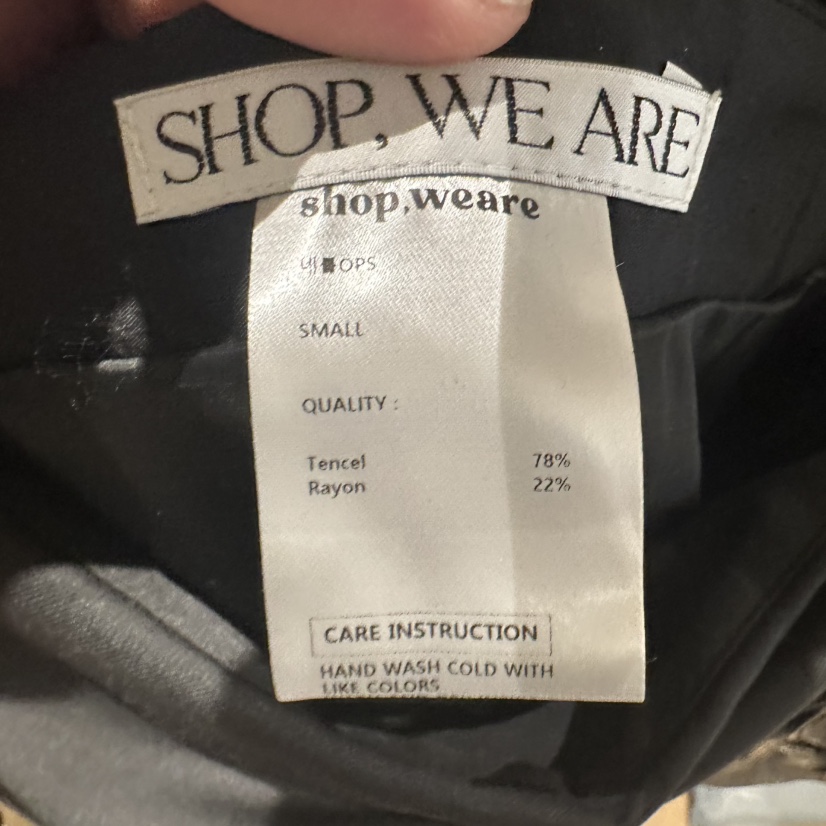 SHOP, WE ARE
shop,weare
OPS
SMALL
QUALITY :
Tencel 78%
Rayon 22%
CARE INSTRUCTION
HAND WASH COLD WITH
LIKE COLORS